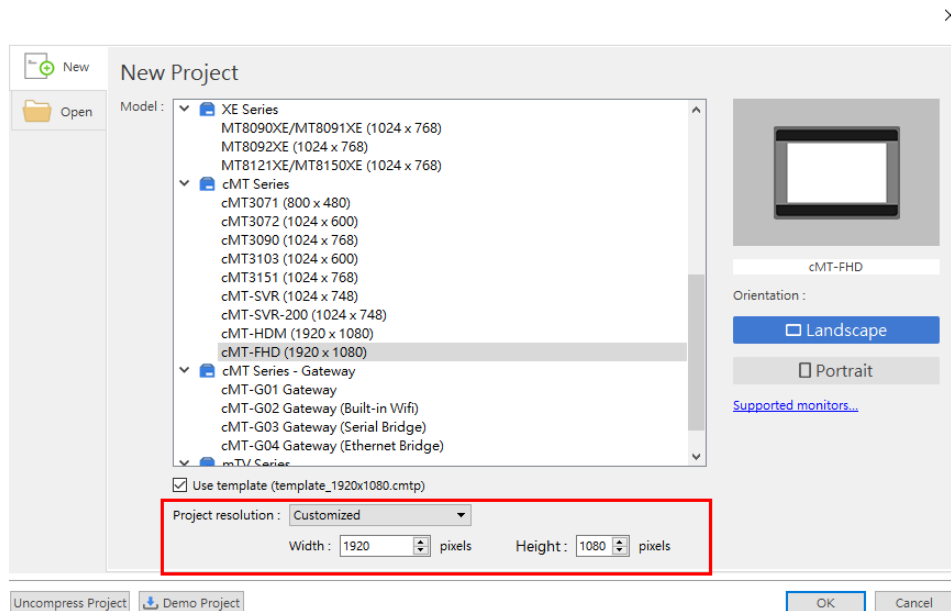 New
Open
New Project
Model :
XE Series
MT8090XE/MT8091XE (1024 x 768)
MT8092XE (1024 x 768)
MT8121XE/MT8150XE (1024 x 768)
cMT Series
cMT3071 (800 x 480)
cMT3072 (1024 x 600)
cMT3090 (1024 x 768)
cMT3103 (1024 x 600)
cMT3151 (1024 x 768)
cMT-SVR (1024 x 748)
cMT-SVR-200 (1024 x 748)
cMT-HDM (1920 x 1080)
cMT-FHD (1920 x 1080)
cMT Series - Gateway
cMT-G01 Gateway
cMT-G02 Gateway (Built-in Wifi)
cMT-G03 Gateway (Serial Bridge)
cMT-G04 Gateway (Ethernet Bridge)
mTV Series
cMT-FHD
Orientation :
Landscape
Portrait
Supported monitors...
Use template (template_1920x1080.cmtp)
Project resolution : Customized
Width : 1920 pixels Height : 1080 pixels
Uncompress Project Demo Project OK Cancel